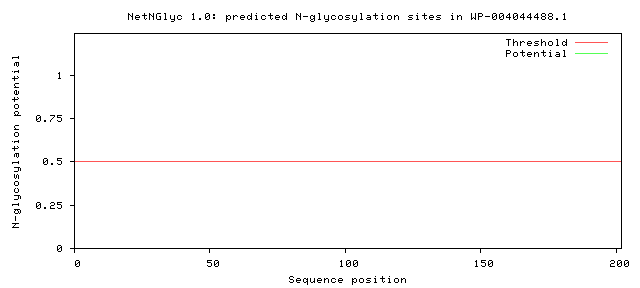 NetNGlyc 1.0: predicted N-glycosylation sites in WP-004044488.1
Threshold
Potential
N-glycosylation potential
1
0.75
0.5
0.25
0
0 50 100 150 200
Sequence position